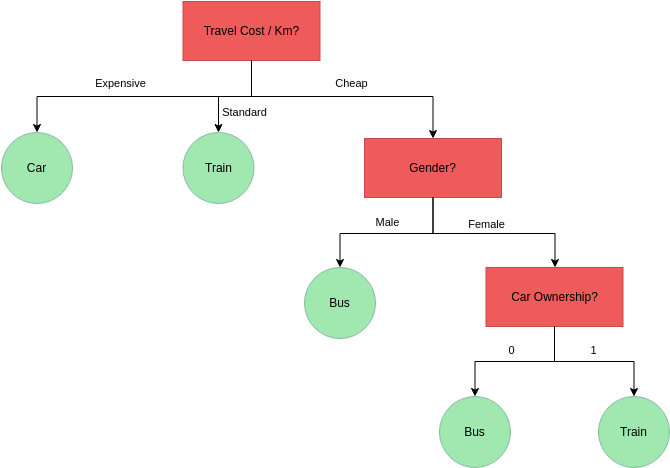 Travel Cost / Km?
Expensive
Cheap
Standard
Car
Train
Gender?
Male
Female
Bus
Car Ownership?
0
1
Bus
Train